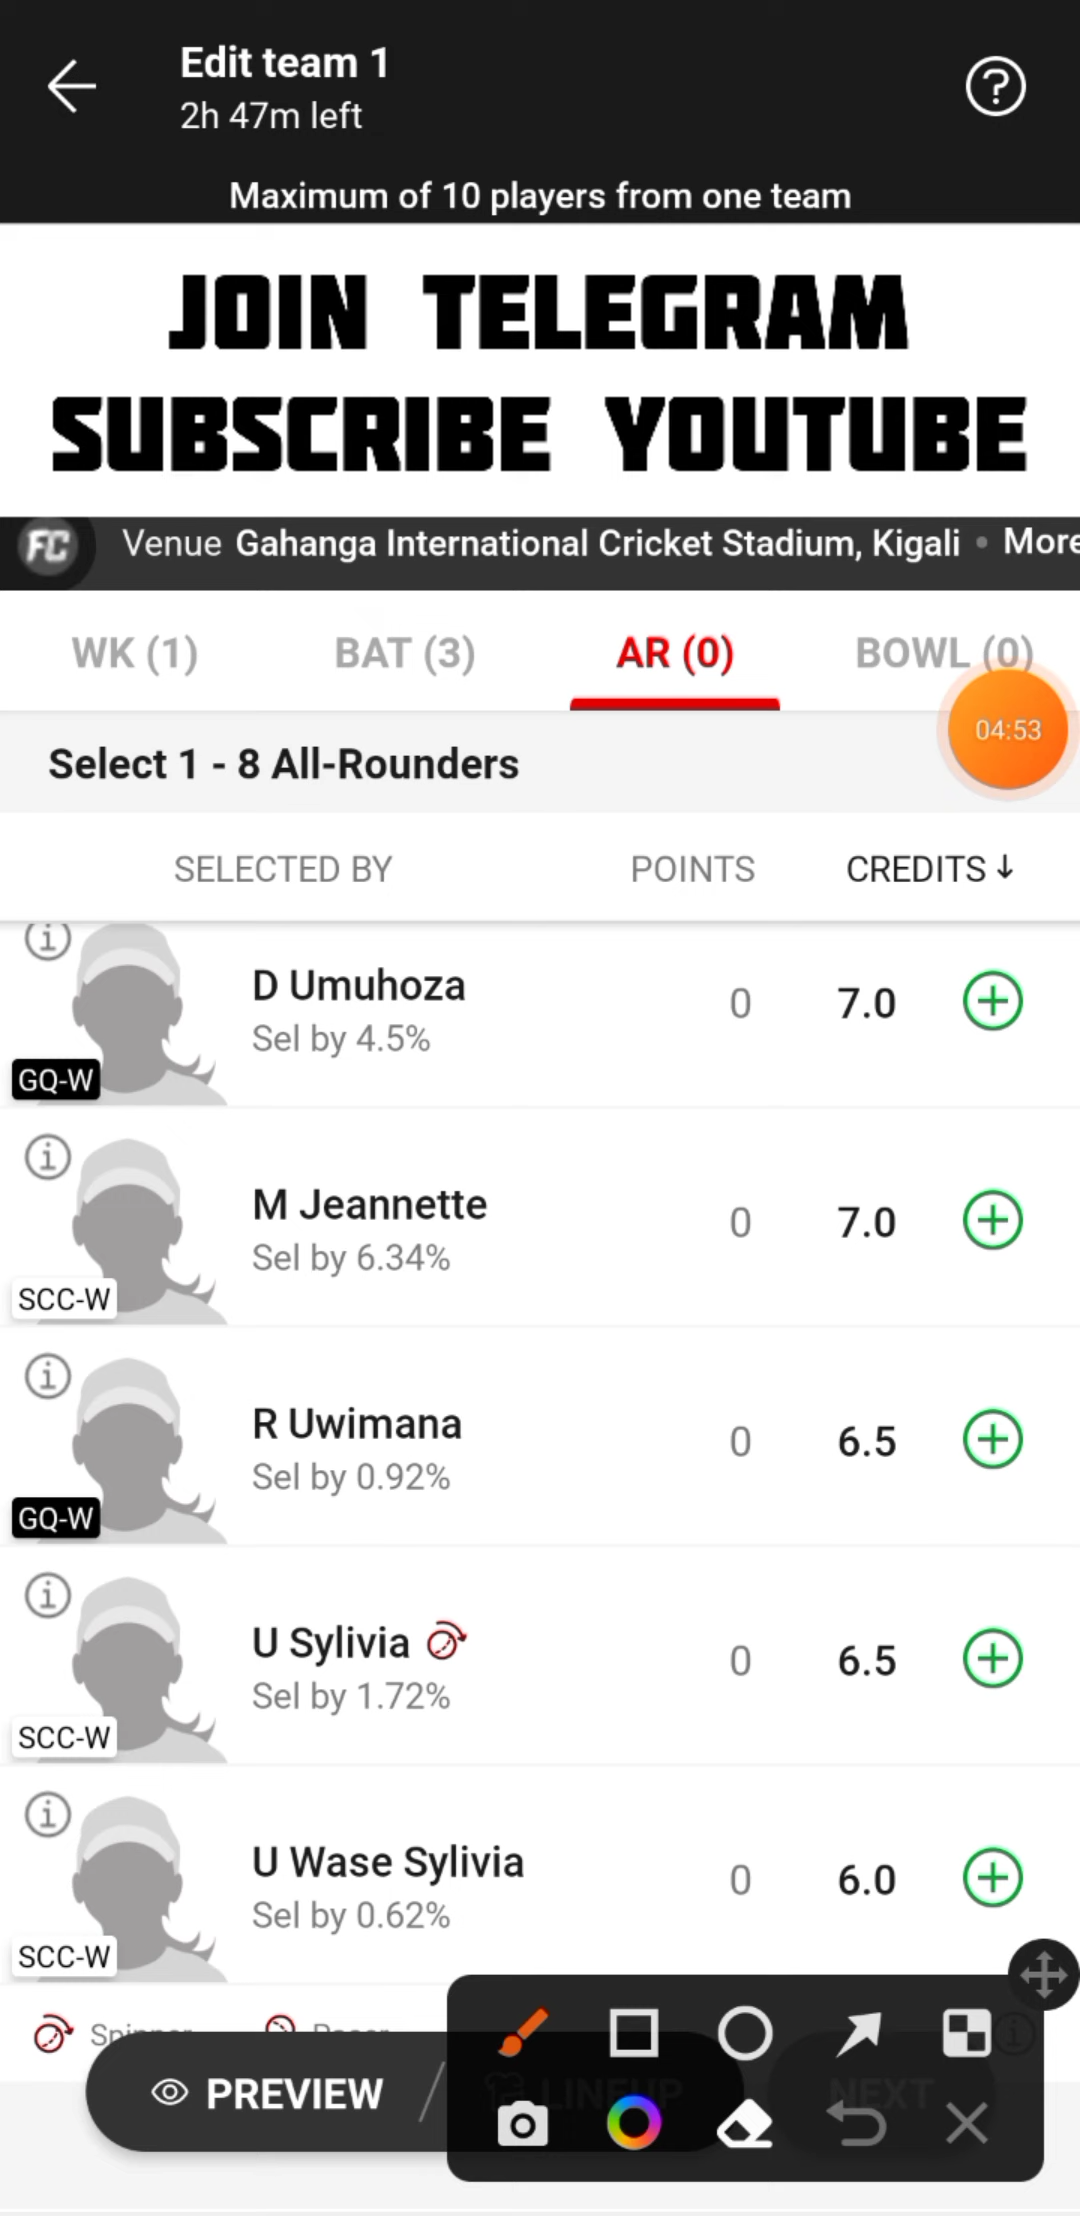 Edit team 1
2h 47m left
Maximum of 10 players from one team
JOIN TELEGRAM
SUBSCRIBE YOUTUBE
FC Venue Gahanga International Cricket Stadium, Kigali • More
WK (1) BAT (3) AR (0) BOWL (0)
04:53
Select 1 - 8 All-Rounders
SELECTED BY POINTS CREDITS ↓
D Umuhoza 0 7.0
Sel by 4.5%
GQ-W
M Jeannette 0 7.0
Sel by 6.34%
SCC-W
R Uwimana 0 6.5
Sel by 0.92%
GQ-W
U Sylivia 0 6.5
Sel by 1.72%
SCC-W
U Wase Sylivia 0 6.0
Sel by 0.62%
SCC-W
Spinner Pacer
PREVIEW / LINEUP NEXT